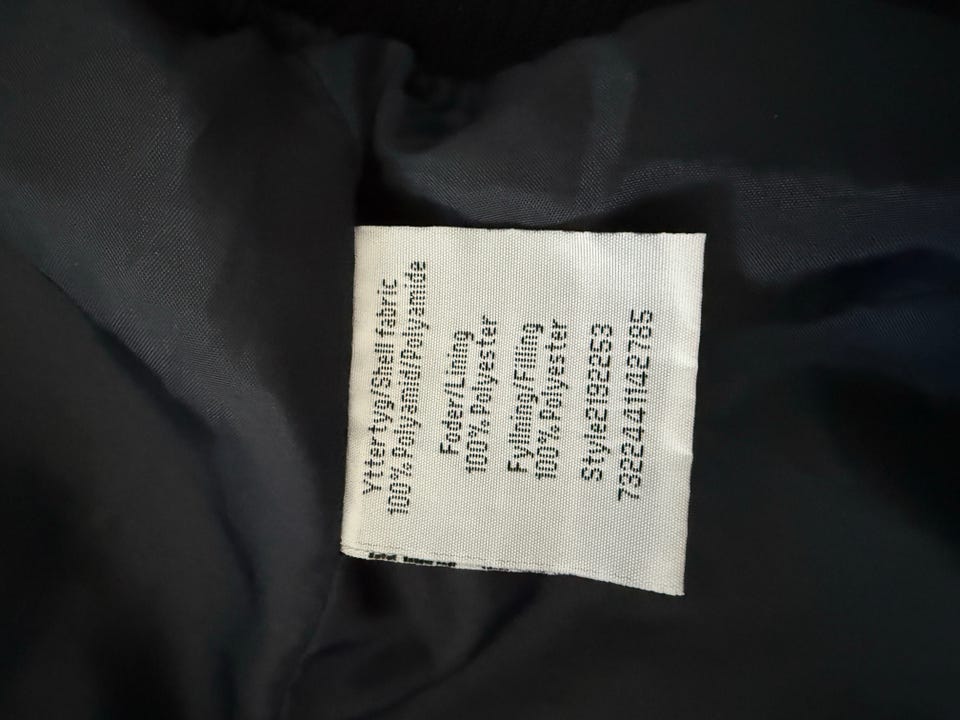 Yttertyg/Shell fabric
100% Polyamid/Polyamide
Foder/Lining
100% Polyester
Fyllning/Filling
100% Polyester
Style2192253
7322441142785